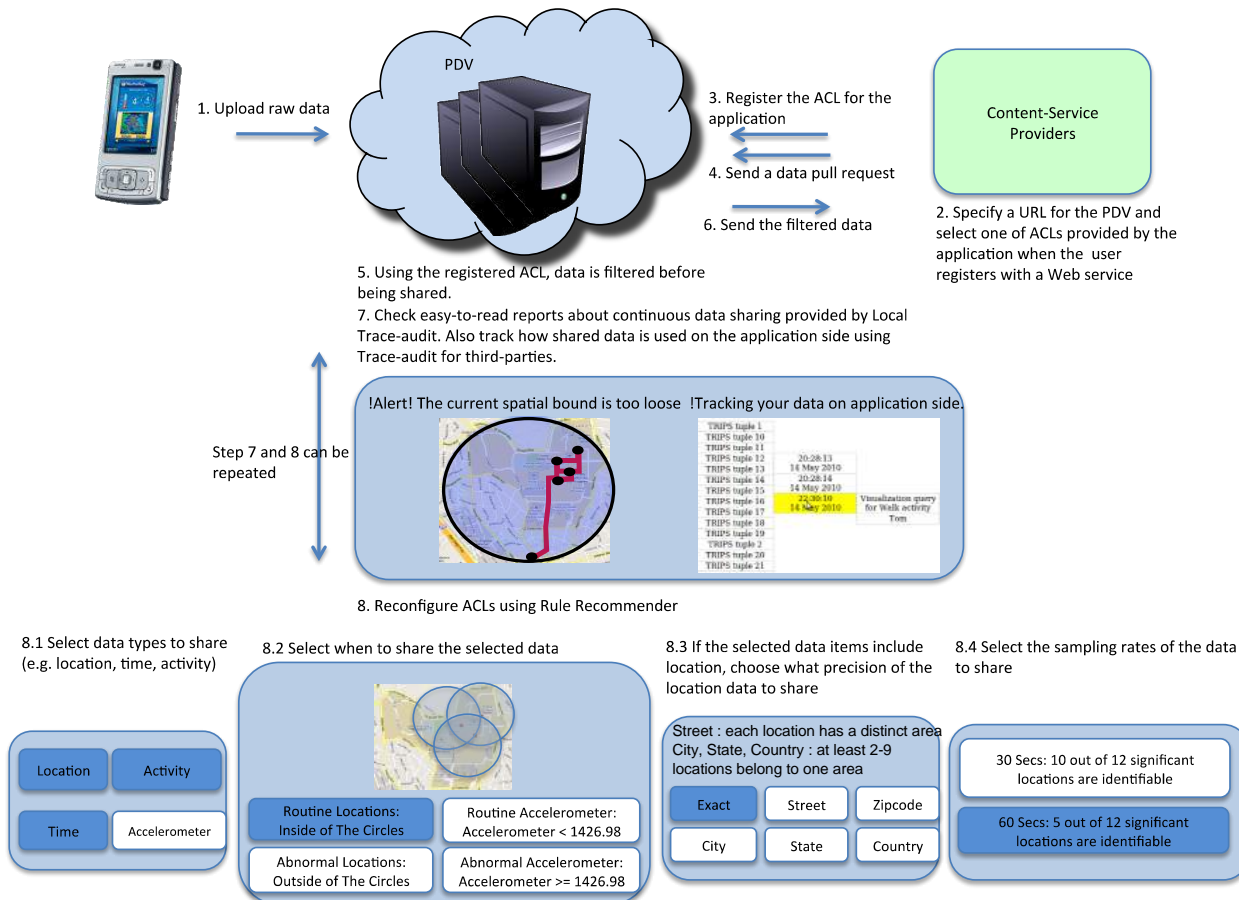 PDV
1. Upload raw data
3. Register the ACL for the
application
4. Send a data pull request
6. Send the filtered data
Content-Service
Providers
2. Specify a URL for the PDV and
select one of ACLs provided by the
application when the user
registers with a Web service
5. Using the registered ACL, data is filtered before
being shared.
7. Check easy-to-read reports about continuous data sharing provided by Local
Trace-audit. Also track how shared data is used on the application side using
Trace-audit for third-parties.
Step 7 and 8 can be
repeated
!Alert! The current spatial bound is too loose
!Tracking your data on application side.
TRIPS tuple 1
TRIPS tuple 10
TRIPS tuple 11
TRIPS tuple 12
TRIPS tuple 13
TRIPS tuple 14
TRIPS tuple 15
TRIPS tuple 16
TRIPS tuple 17
TRIPS tuple 18
TRIPS tuple 19
TRIPS tuple 2
TRIPS tuple 20
TRIPS tuple 21
20:28:13
14 May 2010
20:28:14
14 May 2010
22:30:10
14 May 2010
Visualization query
for Walk activity
Tom
8. Reconfigure ACLs using Rule Recommender
8.1 Select data types to share
(e.g. location, time, activity)
Location
Activity
Time
Accelerometer
8.2 Select when to share the selected data
Routine Locations:
Inside of The Circles
Routine Accelerometer:
Accelerometer < 1426.98
Abnormal Locations:
Outside of The Circles
Abnormal Accelerometer:
Accelerometer >= 1426.98
8.3 If the selected data items include
location, choose what precision of the
location data to share
Street : each location has a distinct area
City, State, Country : at least 2-9
locations belong to one area
Exact
Street
Zipcode
City
State
Country
8.4 Select the sampling rates of the data
to share
30 Secs: 10 out of 12 significant
locations are identifiable
60 Secs: 5 out of 12 significant
locations are identifiable